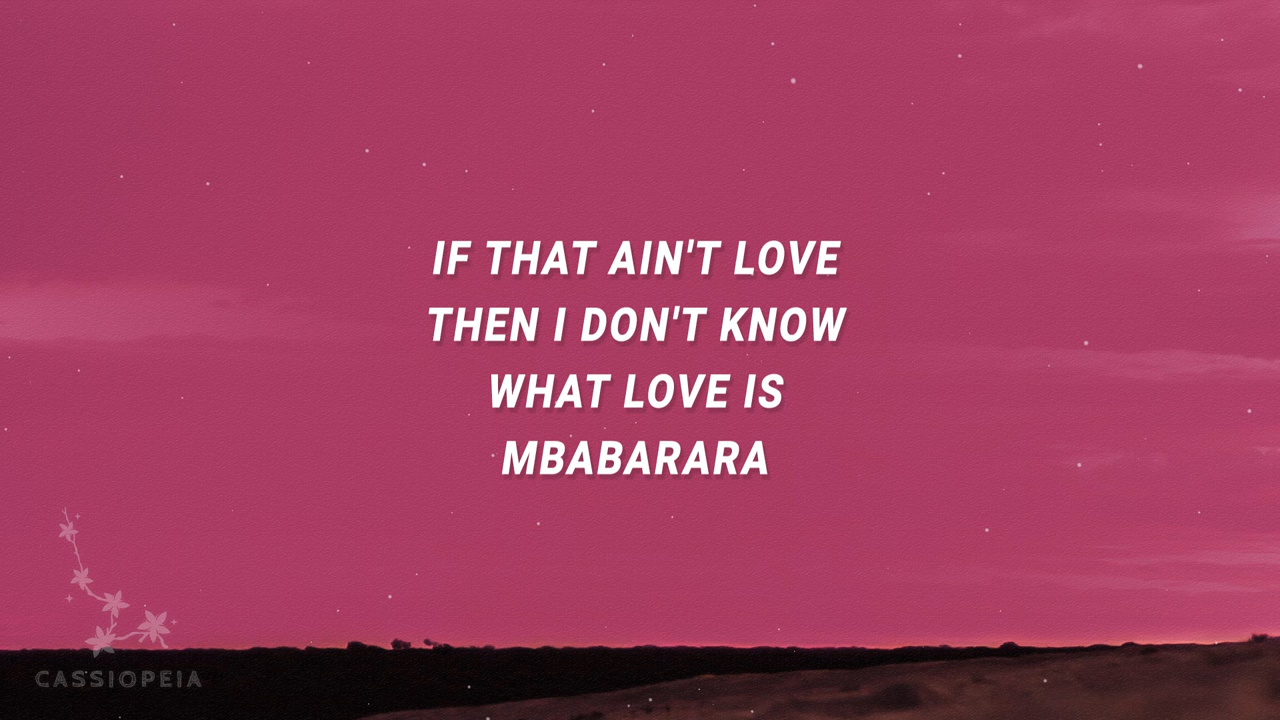 IF THAT AIN'T LOVE
THEN I DON'T KNOW
WHAT LOVE IS
MBABARARA
CASSIOPEIA